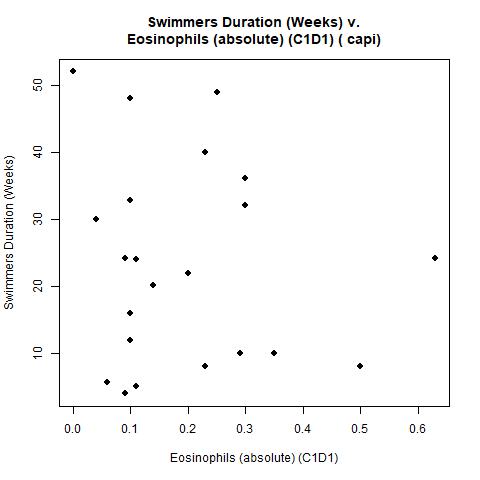 Swimmers Duration (Weeks) v.
Eosinophils (absolute) (C1D1) ( capi)
Swimmers Duration (Weeks)
50
40
30
20
10
0.0 0.1 0.2 0.3 0.4 0.5 0.6
Eosinophils (absolute) (C1D1)